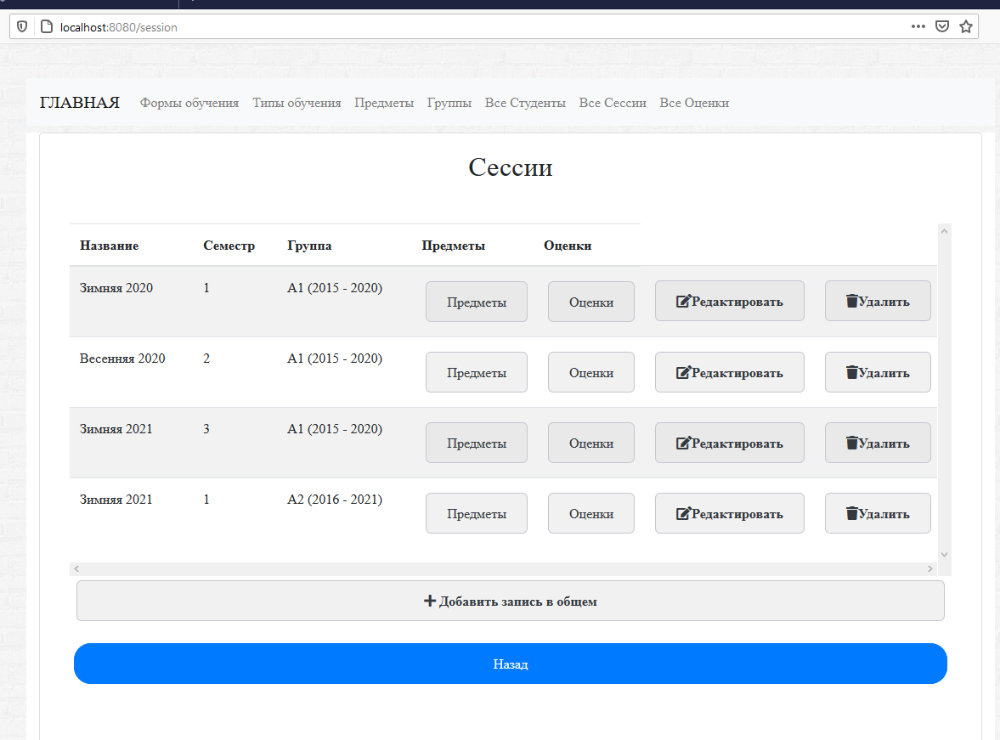 localhost:8080/session
ГЛАВНАЯ Формы обучения Типы обучения Предметы Группы Все Студенты Все Сессии Все Оценки
Сессии
Название Семестр Группа Предметы Оценки
Зимняя 2020 1 А1 (2015 - 2020) Предметы Оценки Редактировать Удалить
Весенняя 2020 2 А1 (2015 - 2020) Предметы Оценки Редактировать Удалить
Зимняя 2021 3 А1 (2015 - 2020) Предметы Оценки Редактировать Удалить
Зимняя 2021 1 А2 (2016 - 2021) Предметы Оценки Редактировать Удалить
Добавить запись в общем
Назад